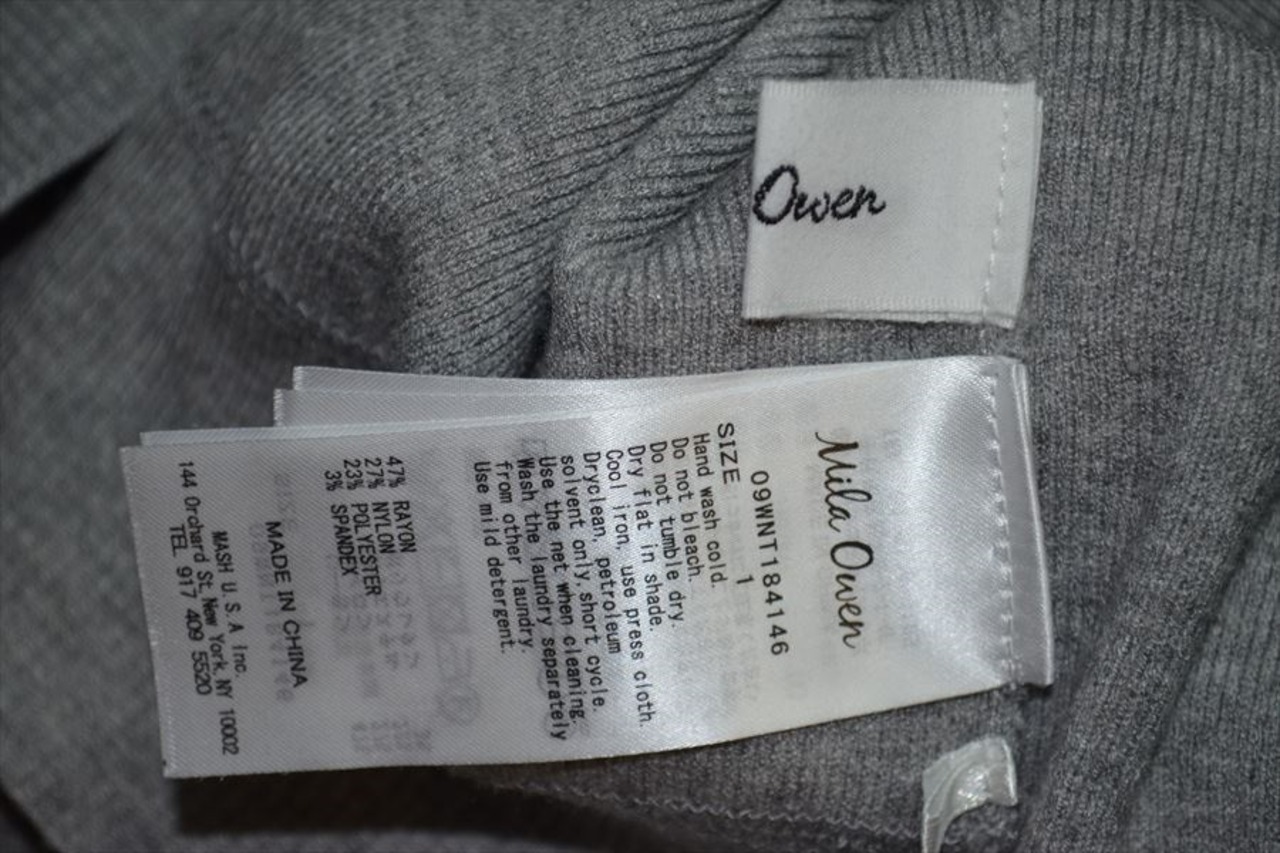 Owen
Mila Owen
09WNT184146
SIZE 1
Hand wash cold.
Do not bleach.
Do not tumble dry.
Dry flat in shade.
Cool iron, use press cloth.
Dryclean, petroleum
solvent only, short cycle.
Use the net when cleaning.
Wash the laundry separately
from other laundry.
Use mild detergent.
47% RAYON
27% NYLON
23% POLYESTER
3% SPANDEX
MADE IN CHINA
MASH U.S.A Inc.
144 Orchard St, New York, NY 10002
TEL 917 409 5520